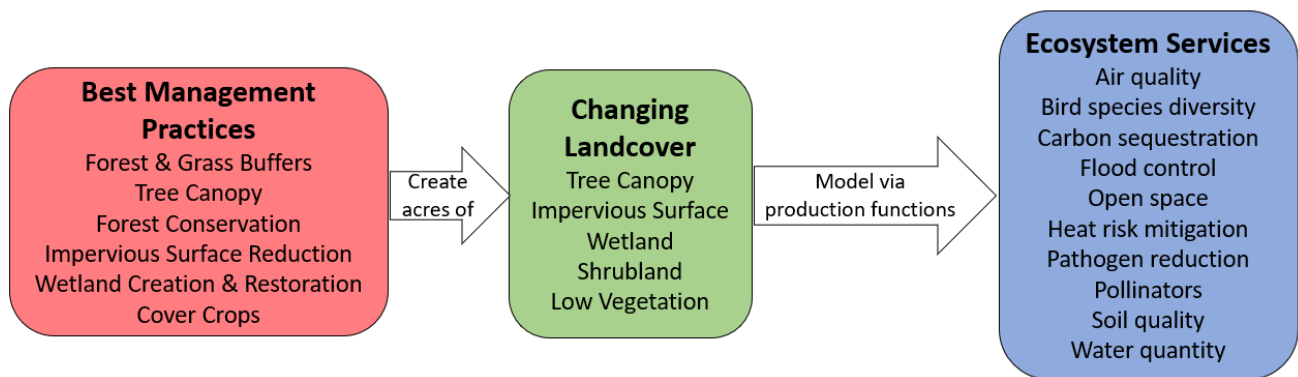 Best Management
Practices
Forest & Grass Buffers
Tree Canopy
Forest Conservation
Impervious Surface Reduction
Wetland Creation & Restoration
Cover Crops
Create
acres of
Changing
Landcover
Tree Canopy
Impervious Surface
Wetland
Shrubland
Low Vegetation
Model via
production functions
Ecosystem Services
Air quality
Bird species diversity
Carbon sequestration
Flood control
Open space
Heat risk mitigation
Pathogen reduction
Pollinators
Soil quality
Water quantity